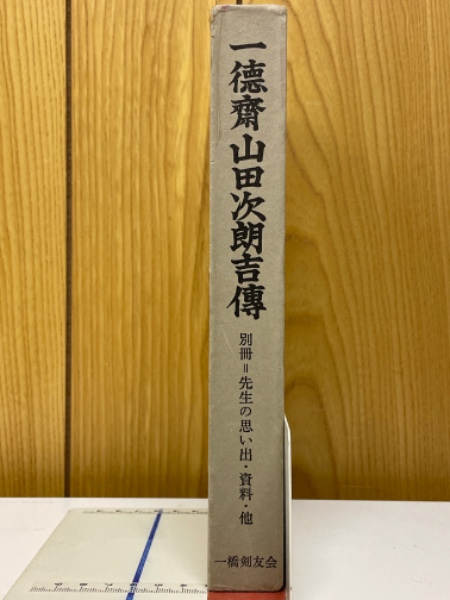 一德齋山田次朗吉傳
別冊＝先生の思い出・資料・他
一橋剣友会